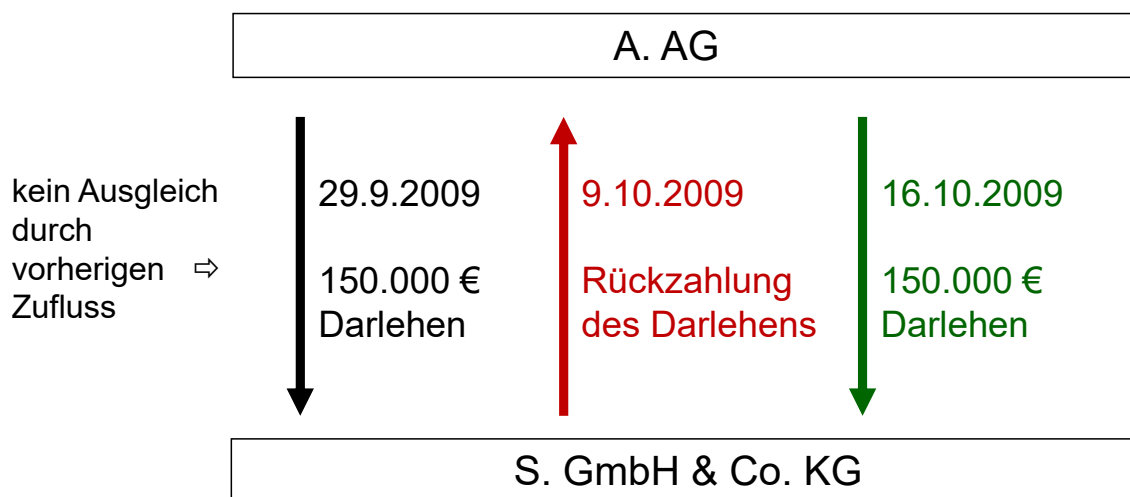 A. AG
kein Ausgleich
durch
vorherigen ⇨
Zufluss
29.9.2009
150.000 €
Darlehen
9.10.2009
Rückzahlung
des Darlehens
16.10.2009
150.000 €
Darlehen
S. GmbH & Co. KG